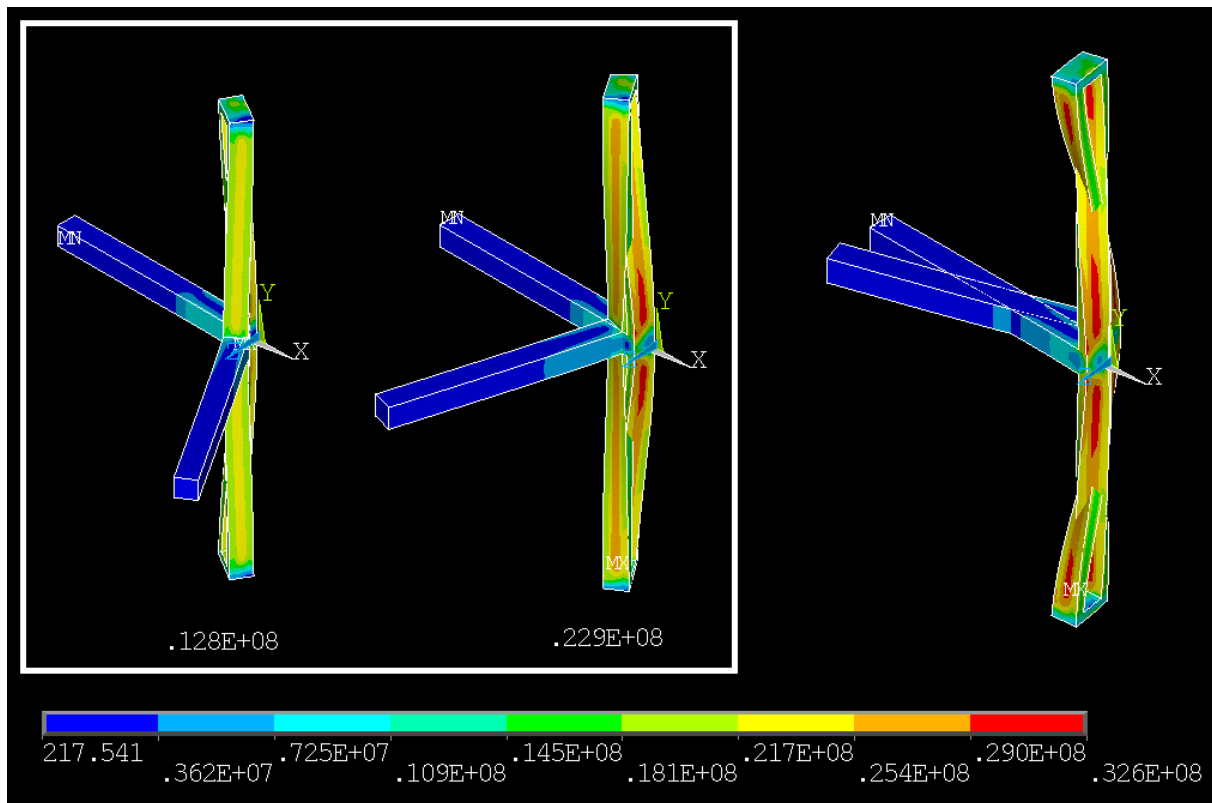 MN
Y
X
.128E+08
MN
Y
X
MX
.229E+08
MN
Y
X
MX
217.541
.362E+07
.725E+07
.109E+08
.145E+08
.181E+08
.217E+08
.254E+08
.290E+08
.326E+08